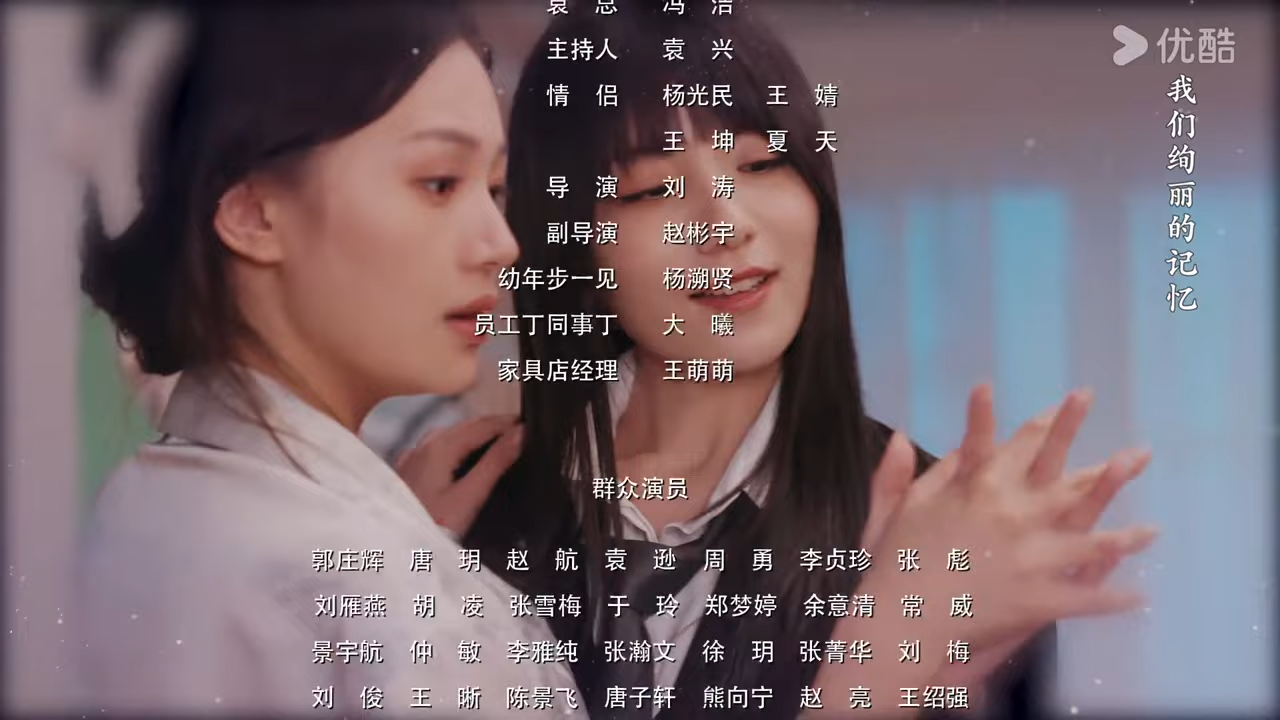 袁 总 冯 洁
主持人 袁 兴
情 侣 杨光民 王 婧
王 坤 夏 天
导 演 刘 涛
副导演 赵彬宇
幼年步一见 杨溯贤
员工丁同事丁 大 曦
家具店经理 王萌萌
群众演员
郭庄辉 唐 玥 赵 航 袁 逊 周 勇 李贞珍 张 彪
刘雁燕 胡 凌 张雪梅 于 玲 郑梦婷 余意清 常 威
景宇航 仲 敏 李雅纯 张瀚文 徐 玥 张菁华 刘 梅
刘 俊 王 晰 陈景飞 唐子轩 熊向宁 赵 亮 王绍强
优酷
我们绚丽的记忆